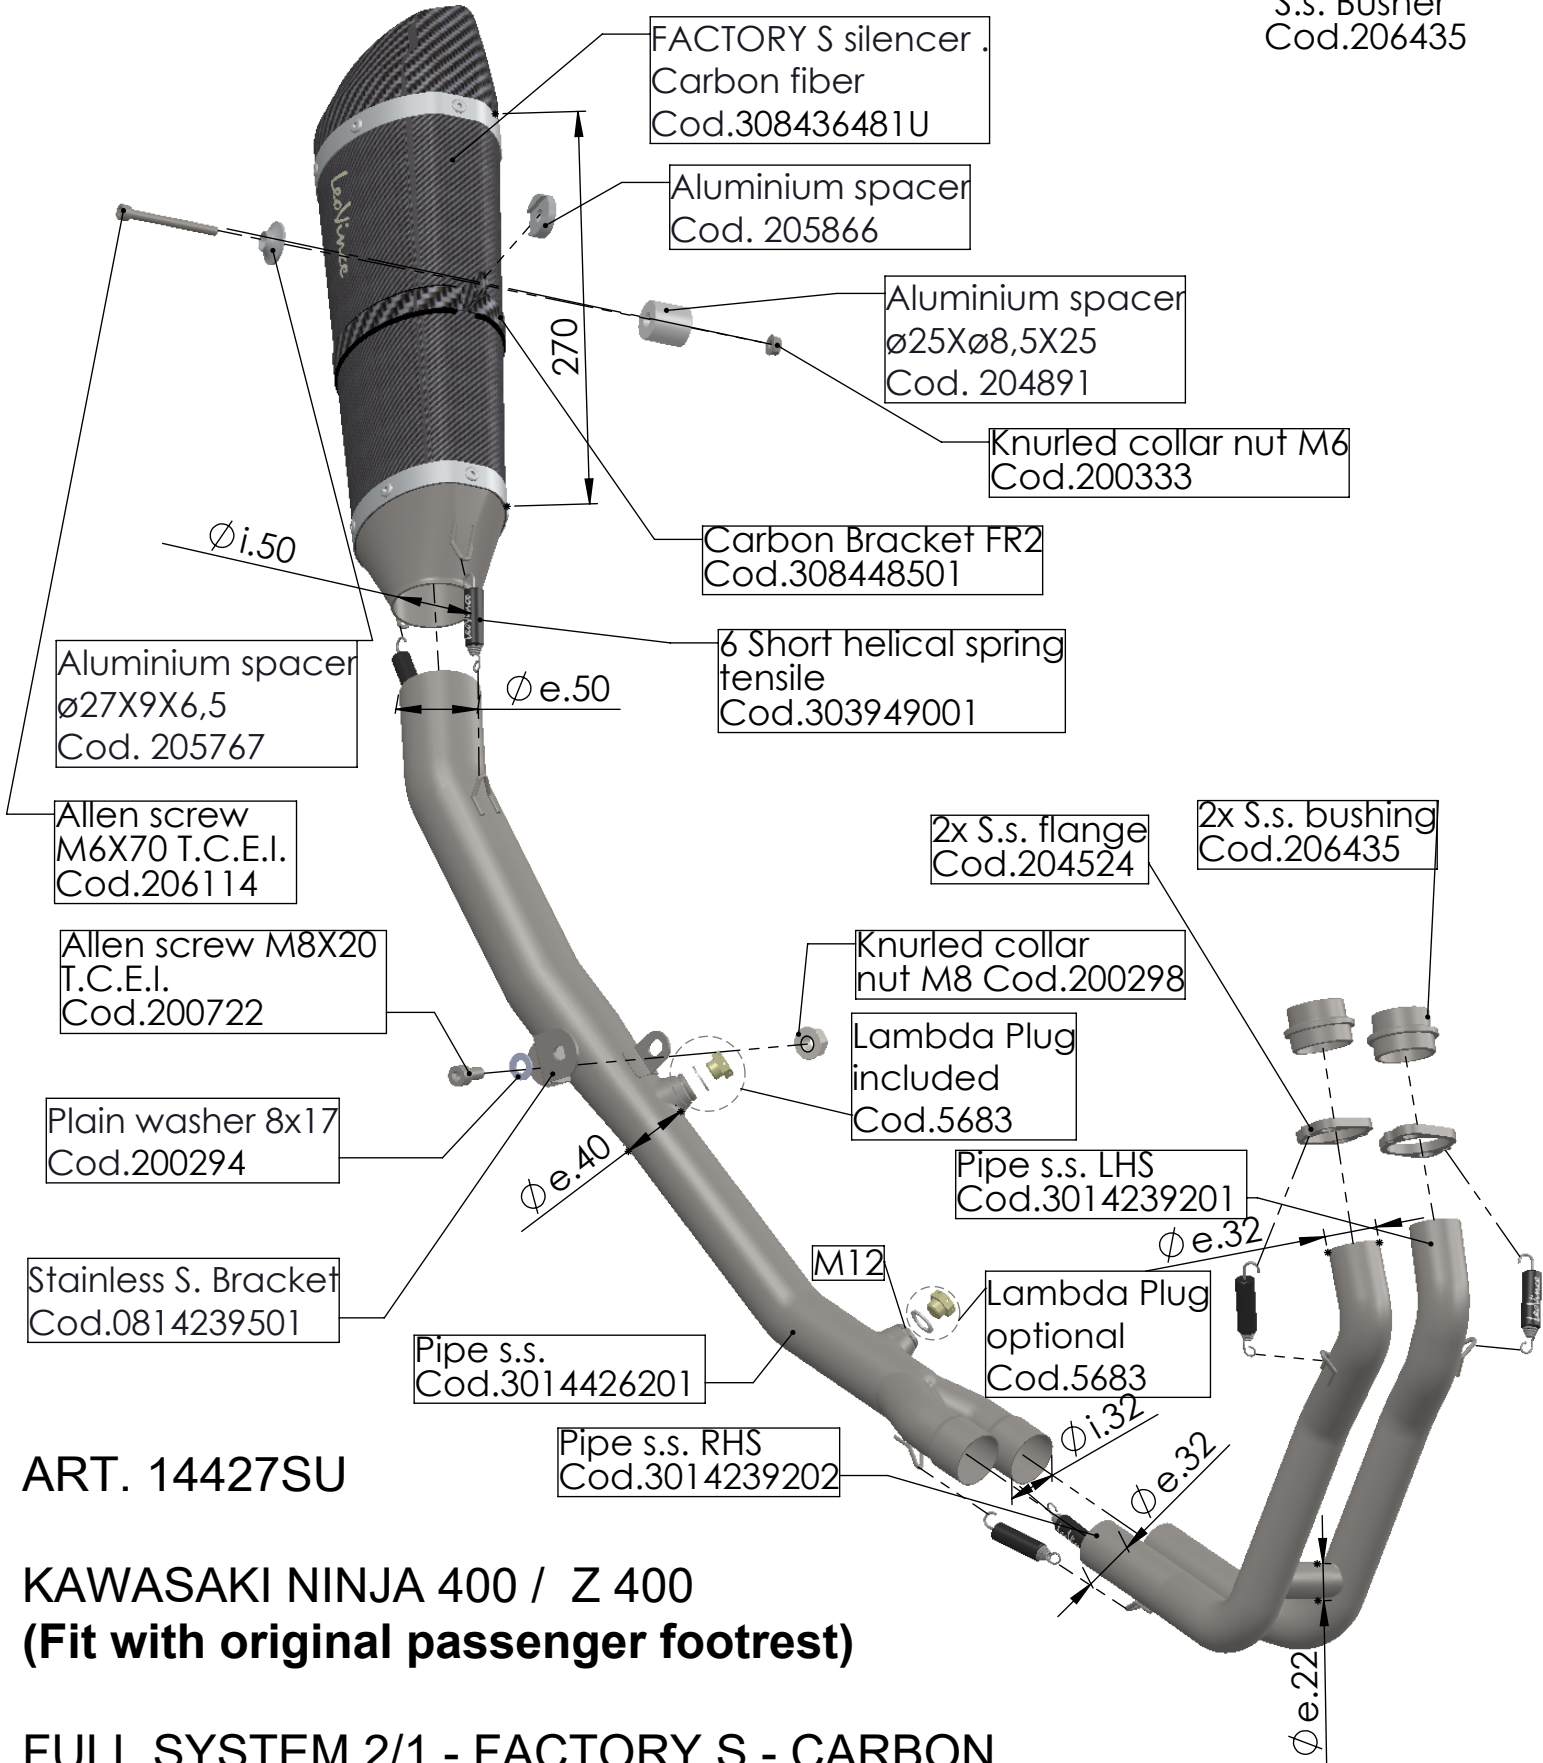 S.s. Busher
Cod.206435
FACTORY S silencer .
Carbon fiber
Cod.308436481U
LeoVince
Aluminium spacer
Cod. 205866
Aluminium spacer
ø25Xø8,5X25
Cod. 204891
270
Knurled collar nut M6
Cod.200333
Ø i.50
Carbon Bracket FR2
Cod.308448501
6 Short helical spring
tensile
Cod.303949001
Aluminium spacer
ø27X9X6,5
Cod. 205767
Ø e.50
Allen screw
M6X70 T.C.E.I.
Cod.206114
2x S.s. flange
Cod.204524
2x S.s. bushing
Cod.206435
Allen screw M8X20
T.C.E.I.
Cod.200722
Knurled collar
nut M8 Cod.200298
Lambda Plug
included
Cod.5683
Plain washer 8x17
Cod.200294
Ø e.40
Pipe s.s. LHS
Cod.3014239201
Ø e.32
Stainless S. Bracket
Cod.0814239501
M12
Lambda Plug
optional
Cod.5683
Pipe s.s.
Cod.3014426201
Ø i.32
Pipe s.s. RHS
Cod.3014239202
Ø e.32
Ø e.22
ART. 14427SU
KAWASAKI NINJA 400 / Z 400
(Fit with original passenger footrest)
FULL SYSTEM 2/1 - FACTORY S - CARBON